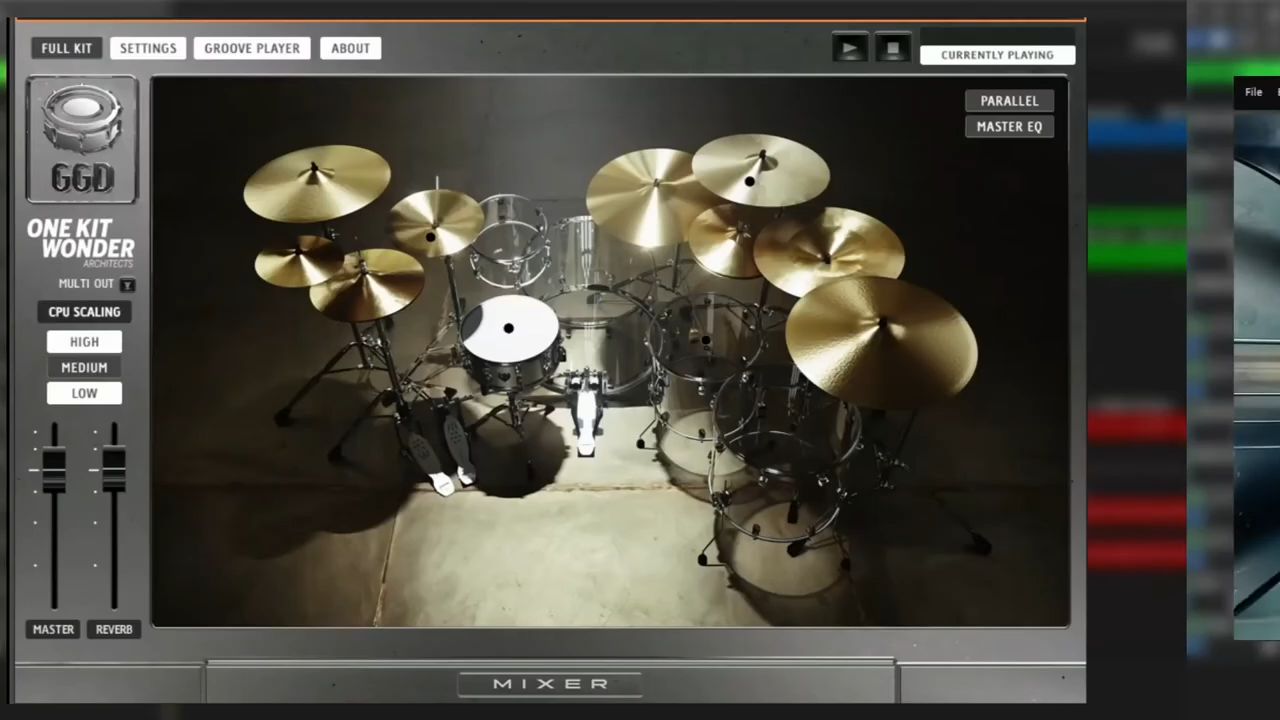 FULL KIT
SETTINGS
GROOVE PLAYER
ABOUT
CURRENTLY PLAYING
File
PARALLEL
MASTER EQ
GGD
ONE KIT
WONDER
ARCHITECTS
MULTI OUT
CPU SCALING
HIGH
MEDIUM
LOW
MASTER
REVERB
MIXER